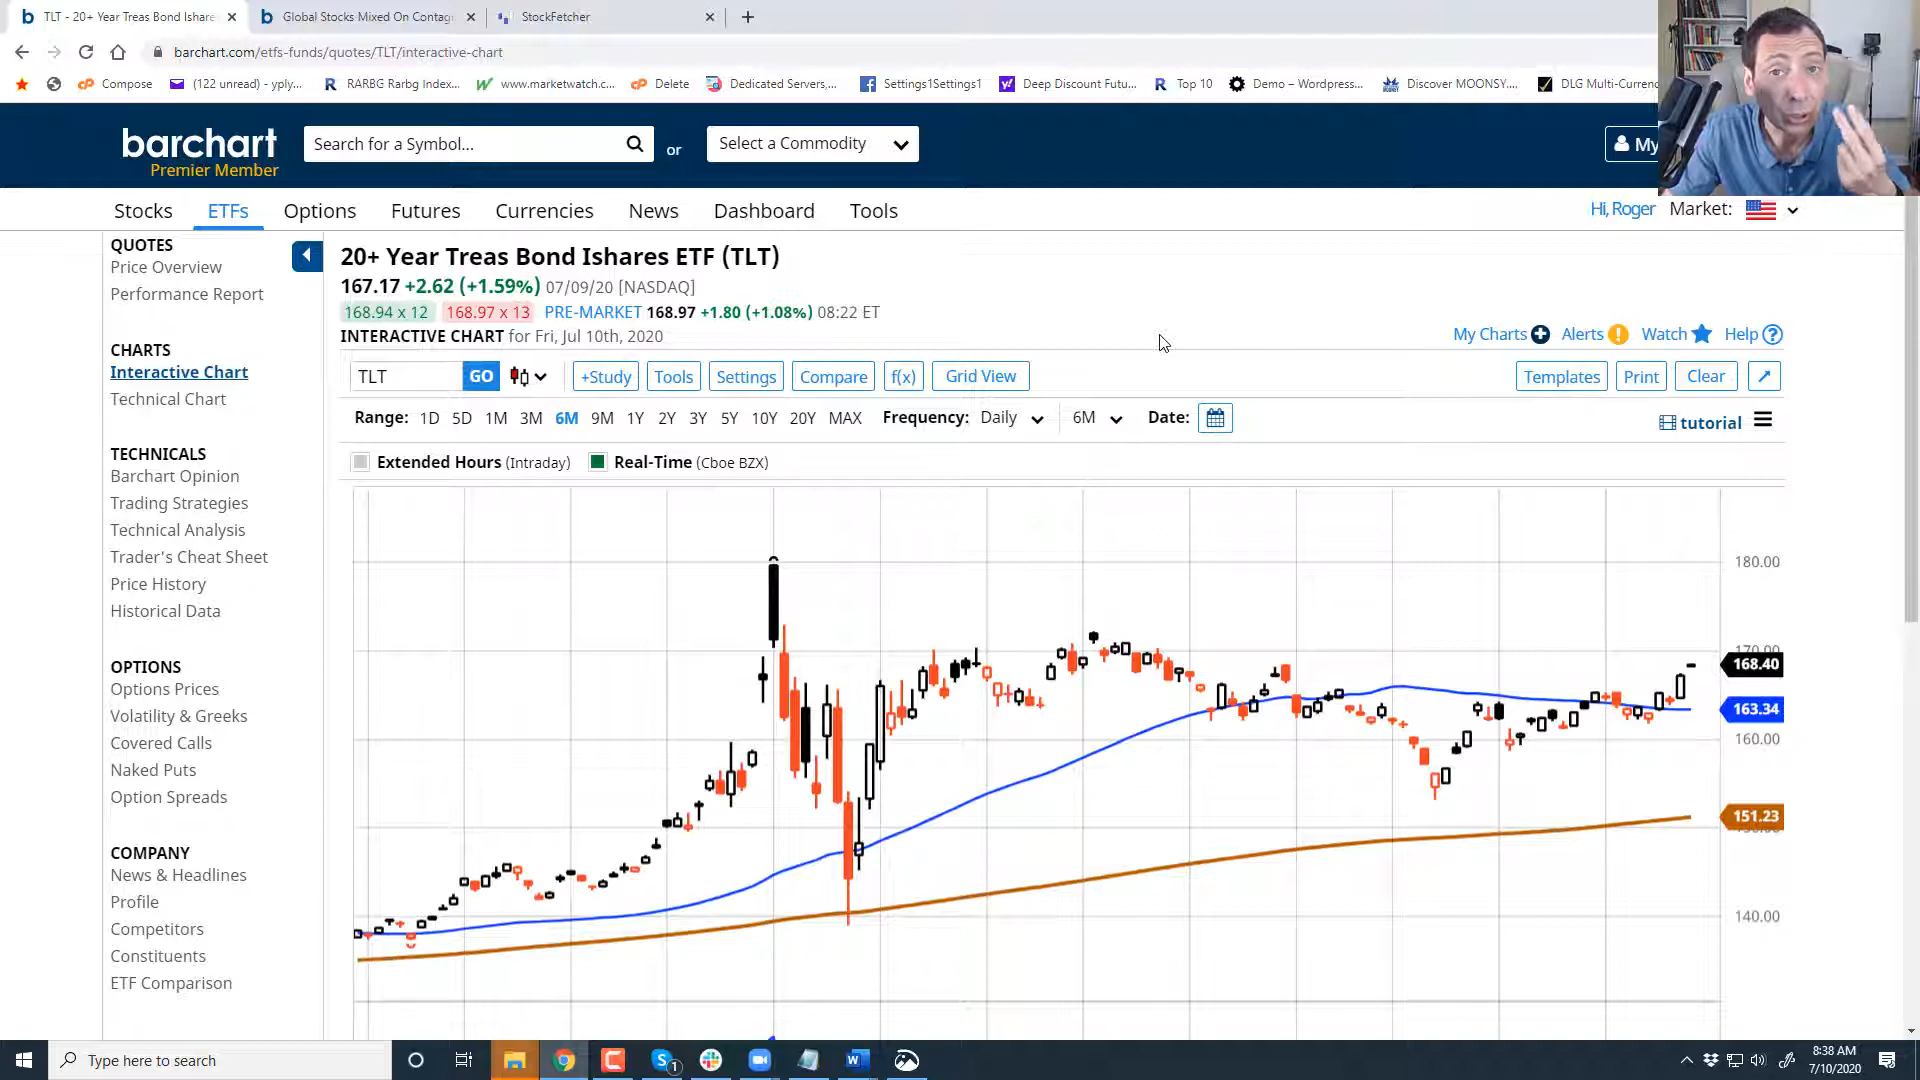 TLT - 20+ Year Treas Bond Ishare
Global Stocks Mixed On Contag
StockFetcher
barchart.com/etfs-funds/quotes/TLT/interactive-chart
Compose
(122 unread) - yply...
RARBG Rarbg Index...
www.marketwatch.c...
Delete
Dedicated Servers,...
Settings1Settings1
Deep Discount Futu...
Top 10
Demo – Wordpress...
Discover MOONSY....
DLG Multi-Currenc
barchart
Premier Member
Search for a Symbol...
or
Select a Commodity
My
Stocks
ETFs
Options
Futures
Currencies
News
Dashboard
Tools
Hi, Roger
Market:
QUOTES
Price Overview
Performance Report
CHARTS
Interactive Chart
Technical Chart
TECHNICALS
Barchart Opinion
Trading Strategies
Technical Analysis
Trader's Cheat Sheet
Price History
Historical Data
OPTIONS
Options Prices
Volatility & Greeks
Covered Calls
Naked Puts
Option Spreads
COMPANY
News & Headlines
Profile
Competitors
Constituents
ETF Comparison
20+ Year Treas Bond Ishares ETF (TLT)
167.17 +2.62 (+1.59%) 07/09/20 [NASDAQ]
168.94 x 12 168.97 x 13 PRE-MARKET 168.97 +1.80 (+1.08%) 08:22 ET
INTERACTIVE CHART for Fri, Jul 10th, 2020
My Charts
Alerts
Watch
Help
TLT
GO
+Study
Tools
Settings
Compare
f(x)
Grid View
Templates
Print
Clear
Range: 1D 5D 1M 3M 6M 9M 1Y 2Y 3Y 5Y 10Y 20Y MAX
Frequency: Daily
6M
Date:
tutorial
Extended Hours (Intraday)
Real-Time (Cboe BZX)
180.00
168.40
163.34
160.00
151.23
140.00
Type here to search
8:38 AM
7/10/2020